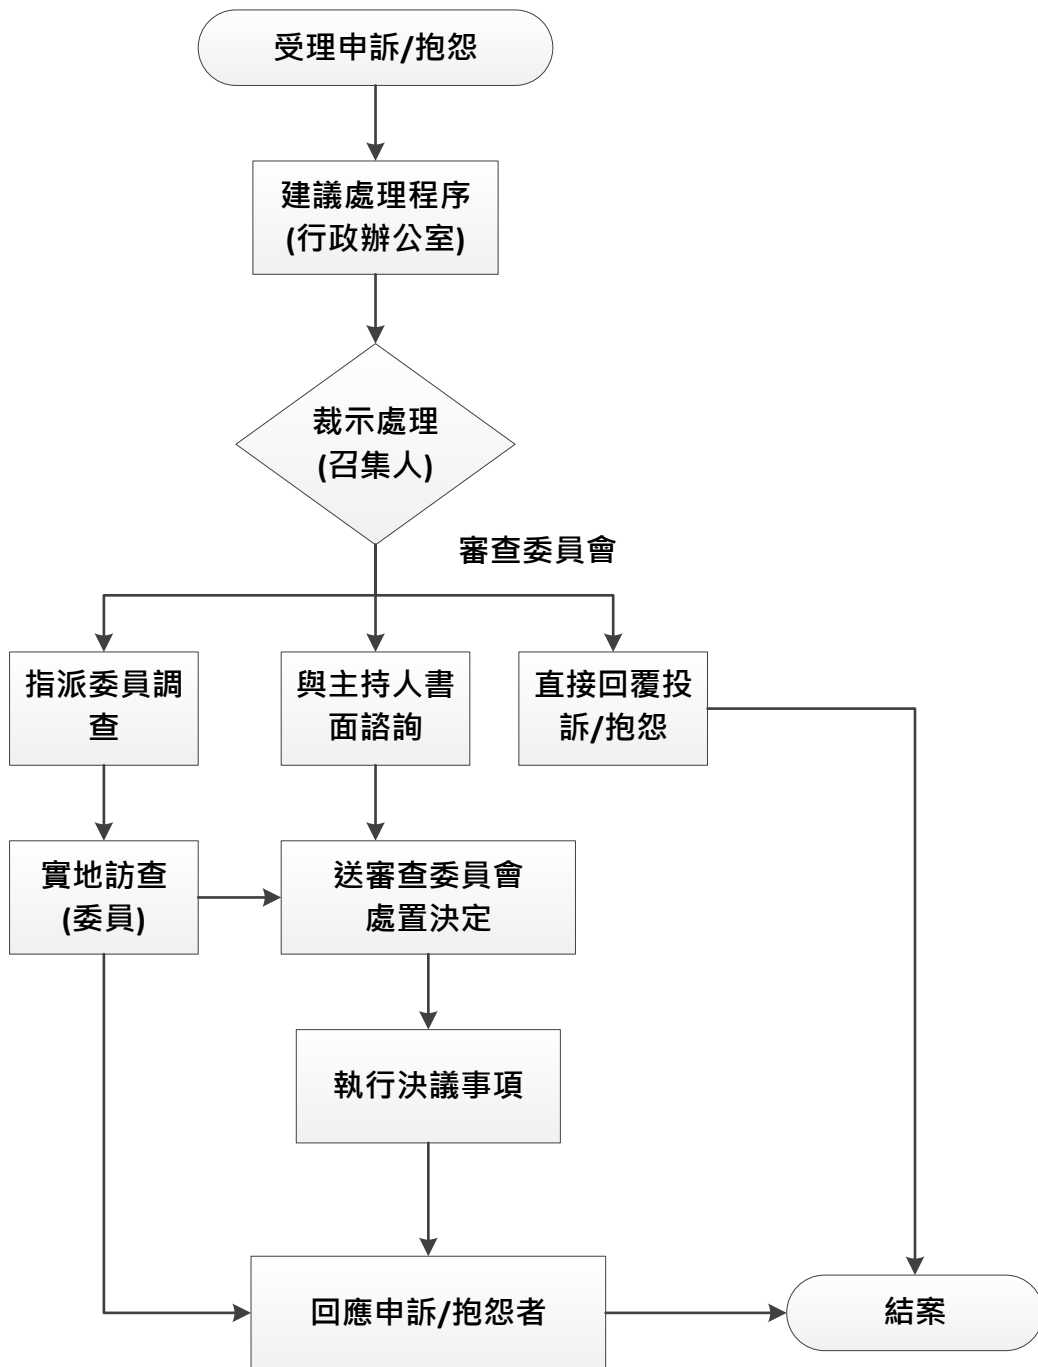 受理申訴/抱怨
建議處理程序
(行政辦公室)
裁示處理
(召集人)
審查委員會
指派委員調
查
與主持人書
面諮詢
直接回覆投
訴/抱怨
實地訪查
(委員)
送審查委員會
處置決定
執行決議事項
回應申訴/抱怨者
結案